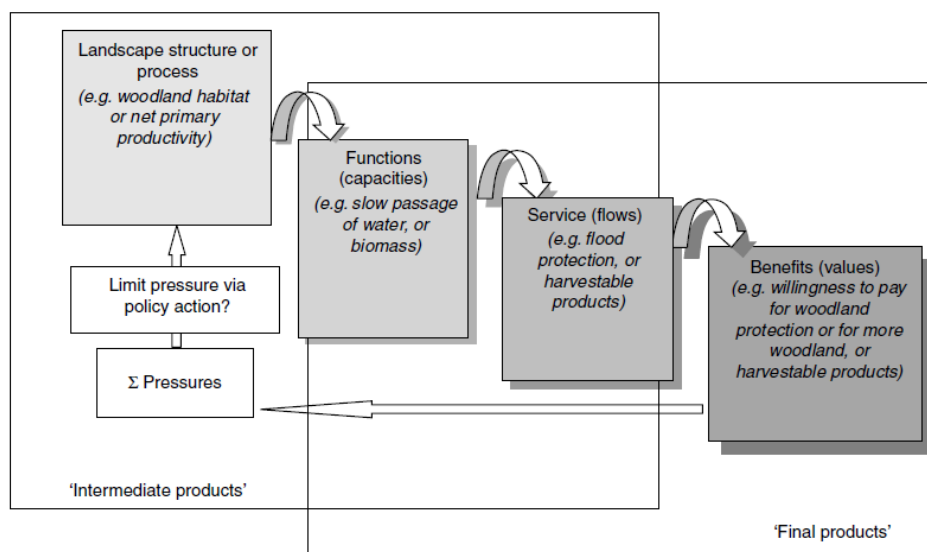 Landscape structure or
process
(e.g. woodland habitat
or net primary
productivity)
Functions
(capacities)
(e.g. slow passage
of water, or
biomass)
Service (flows)
(e.g. flood
protection, or
harvestable
products)
Benefits (values)
(e.g. willingness to pay
for woodland
protection or for more
woodland, or
harvestable products)
Limit pressure via
policy action?
Σ Pressures
‘Intermediate products’
‘Final products’